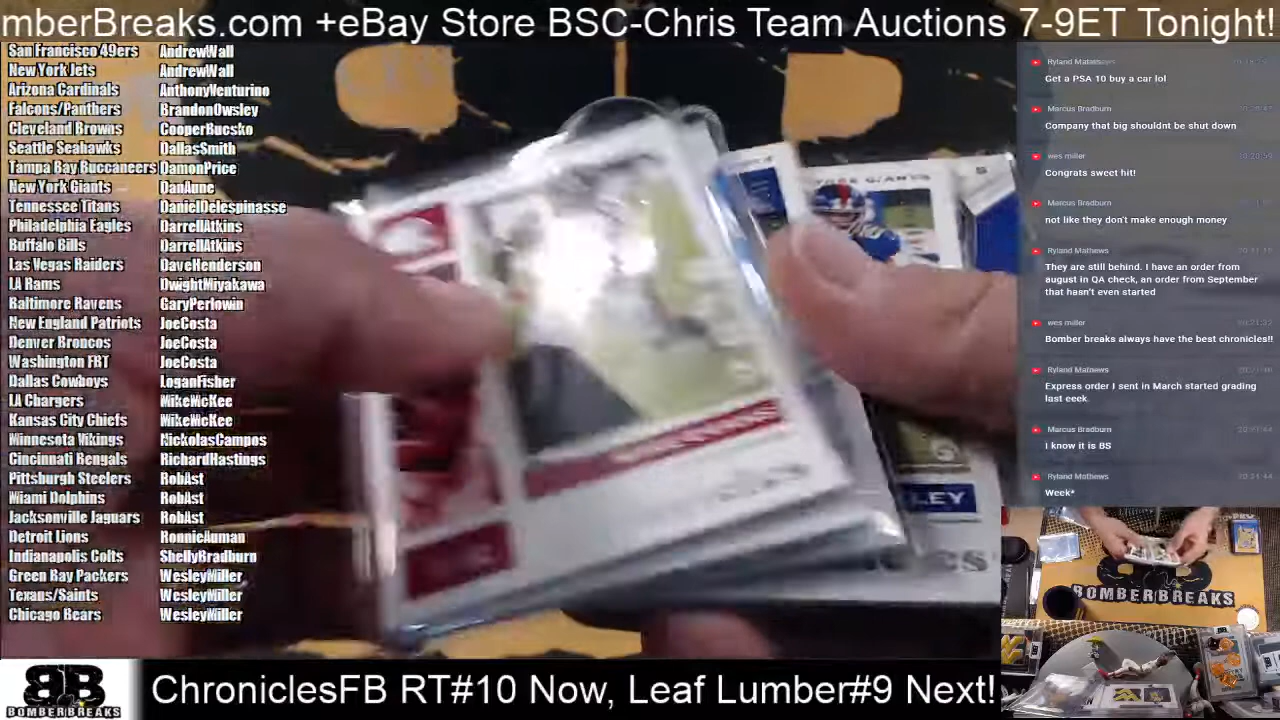 mberBreaks.com +eBay Store BSC-Chris Team Auctions 7-9ET Tonight!
San Francisco 49ers AndrewWall
New York Jets AndrewWall
Arizona Cardinals AnthonyVenturino
Falcons/Panthers BrandonOwsley
Cleveland Browns CooperBucsko
Seattle Seahawks DallasSmith
Tampa Bay Buccaneers DamonPrice
New York Giants DanAune
Tennessee Titans DanielDelespinasse
Philadelphia Eagles DarrellAtkins
Buffalo Bills DarrellAtkins
Las Vegas Raiders DaveHenderson
LA Rams DwightMiyakawa
Baltimore Ravens GaryPerlowin
New England Patriots JoeCosta
Denver Broncos JoeCosta
Washington FBT JoeCosta
Dallas Cowboys LoganFisher
LA Chargers MikeMcKee
Kansas City Chiefs MikeMcKee
Minnesota Vikings NickolasCampos
Cincinnati Bengals RichardHastings
Pittsburgh Steelers RobAst
Miami Dolphins RobAst
Jacksonville Jaguars RobAst
Detroit Lions RonnieAuman
Indianapolis Colts ShellyBradburn
Green Bay Packers WesleyMiller
Texans/Saints WesleyMiller
Chicago Bears WesleyMiller
Get a PSA 10 buy a car lol
Marcus Bradburn
Company that big shouldnt be shut down
wes miller
Congrats sweet hit!
Marcus Bradburn
not like they don't make enough money
Ryland Mathews
They are still behind. I have an order from
august in QA check, an order from September
that hasn't even started
wes miller
Bomber breaks always have the best chronicles!!
Ryland Mathews
Express order I sent in March started grading
last eeek.
Marcus Bradburn
I know it is BS
Ryland Mathews
Week*
GIANTS
LEY
BOMBERBREAKS
BB
BOMBERBREAKS
ChroniclesFB RT#10 Now, Leaf Lumber#9 Next!